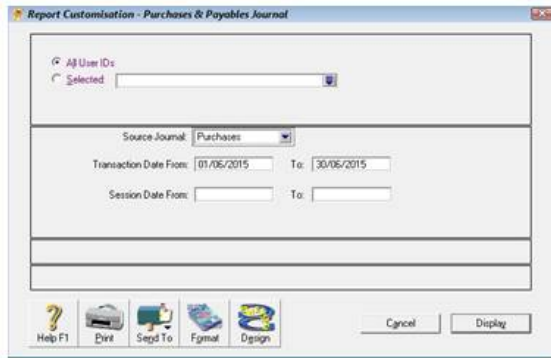 Report Customisation - Purchases & Payables Journal
All User IDs
Selected:
Source Journal: Purchases
Transaction Date From: 01/06/2015 To: 30/06/2015
Session Date From: To:
Help F1 Print Send To Format Design Cancel Display